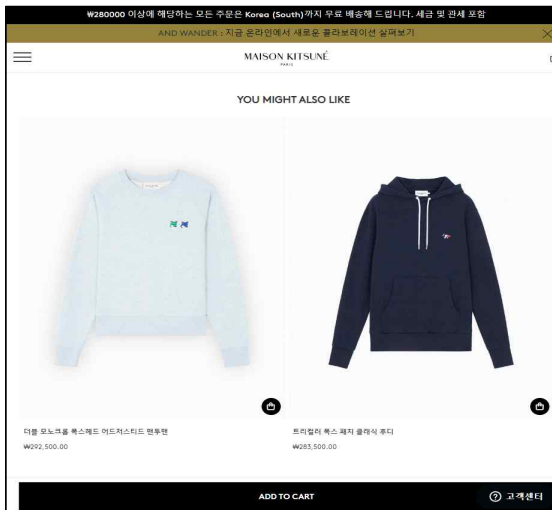 ₩280000 이상에 해당하는 모든 주문은 Korea (South)까지 무료 배송해 드립니다. 세금 및 관세 포함
AND WANDER : 지금 온라인에서 새로운 콜라보레이션 살펴보기
MAISON KITSUNÉ
PARIS
YOU MIGHT ALSO LIKE
더블 모노크롬 폭스헤드 어드저스티드 맨투맨
₩292,500.00
트리컬러 폭스 패치 클래식 후디
₩283,500.00
ADD TO CART
고객센터